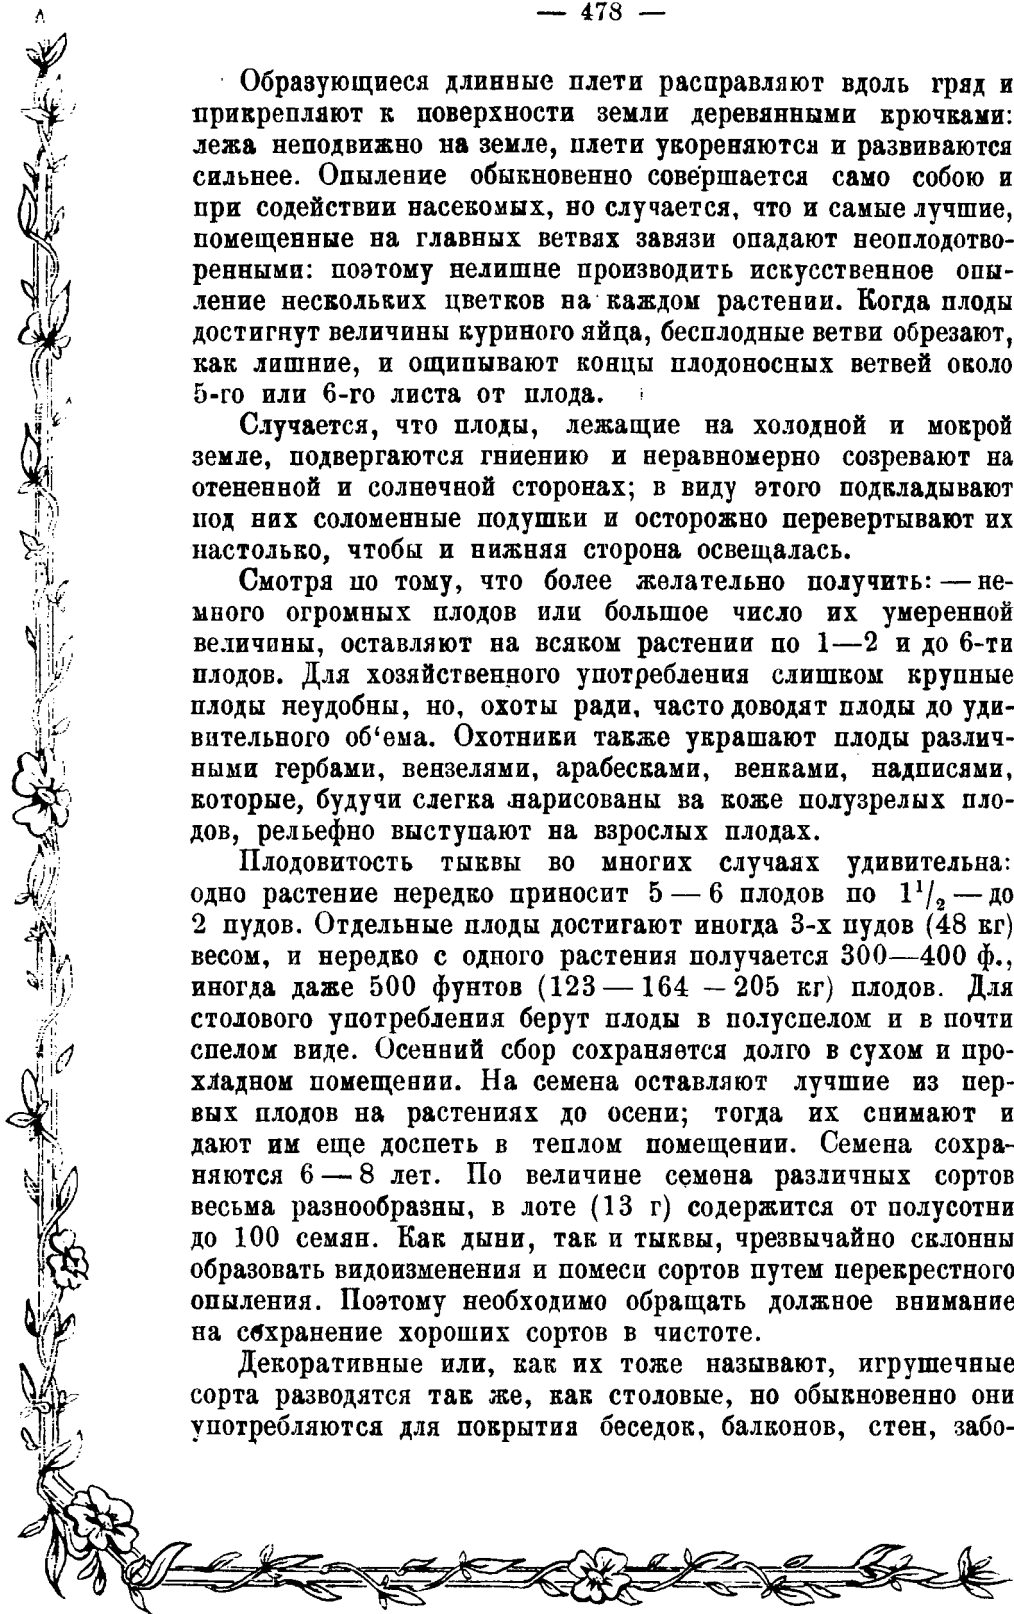 — 478 —
Образующиеся длинные плети расправляют вдоль гряд и
прикрепляют к поверхности земли деревянными крючками:
лежа неподвижно на земле, плети укореняются и развиваются
сильнее. Опыление обыкновенно совершается само собою и
при содействии насекомых, но случается, что и самые лучшие,
помещенные на главных ветвях завязи опадают неоплодотво-
ренными: поэтому нелишне производить искусственное опы-
ление нескольких цветков на каждом растении. Когда плоды
достигнут величины куриного яйца, бесплодные ветви обрезают,
как лишние, и ощипывают концы плодоносных ветвей около
5-го или 6-го листа от плода.
Случается, что плоды, лежащие на холодной и мокрой
земле, подвергаются гниению и неравномерно созревают на
отененной и солнечной сторонах; в виду этого подкладывают
под них соломенные подушки и осторожно перевертывают их
настолько, чтобы и нижняя сторона освещалась.
Смотря по тому, что более желательно получить: — не-
много огромных плодов или большое число их умеренной
величины, оставляют на всяком растении по 1—2 и до 6-ти
плодов. Для хозяйственного употребления слишком крупные
плоды неудобны, но, охоты ради, часто доводят плоды до уди-
вительного об‘ема. Охотники также украшают плоды различ-
ными гербами, вензелями, арабесками, венками, надписями,
которые, будучи слегка нарисованы ва коже полузрелых пло-
дов, рельефно выступают на взрослых плодах.
Плодовитость тыквы во многих случаях удивительна:
одно растение нередко приносит 5 — 6 плодов по 1¹/₂ — до
2 пудов. Отдельные плоды достигают иногда 3-х пудов (48 кг)
весом, и нередко с одного растения получается 300—400 ф.,
иногда даже 500 фунтов (123 — 164 — 205 кг) плодов. Для
столового употребления берут плоды в полуспелом и в почти
спелом виде. Осенний сбор сохраняется долго в сухом и про-
хладном помещении. На семена оставляют лучшие из пер-
вых плодов на растениях до осени; тогда их снимают и
дают им еще доспеть в теплом помещении. Семена сохра-
няются 6 — 8 лет. По величине семена различных сортов
весьма разнообразны, в лоте (13 г) содержится от полусотни
до 100 семян. Как дыни, так и тыквы, чрезвычайно склонны
образовать видоизменения и помеси сортов путем перекрестного
опыления. Поэтому необходимо обращать должное внимание
на сохранение хороших сортов в чистоте.
Декоративные или, как их тоже называют, игрушечные
сорта разводятся так же, как столовые, но обыкновенно они
употребляются для покрытия беседок, балконов, стен, забо-